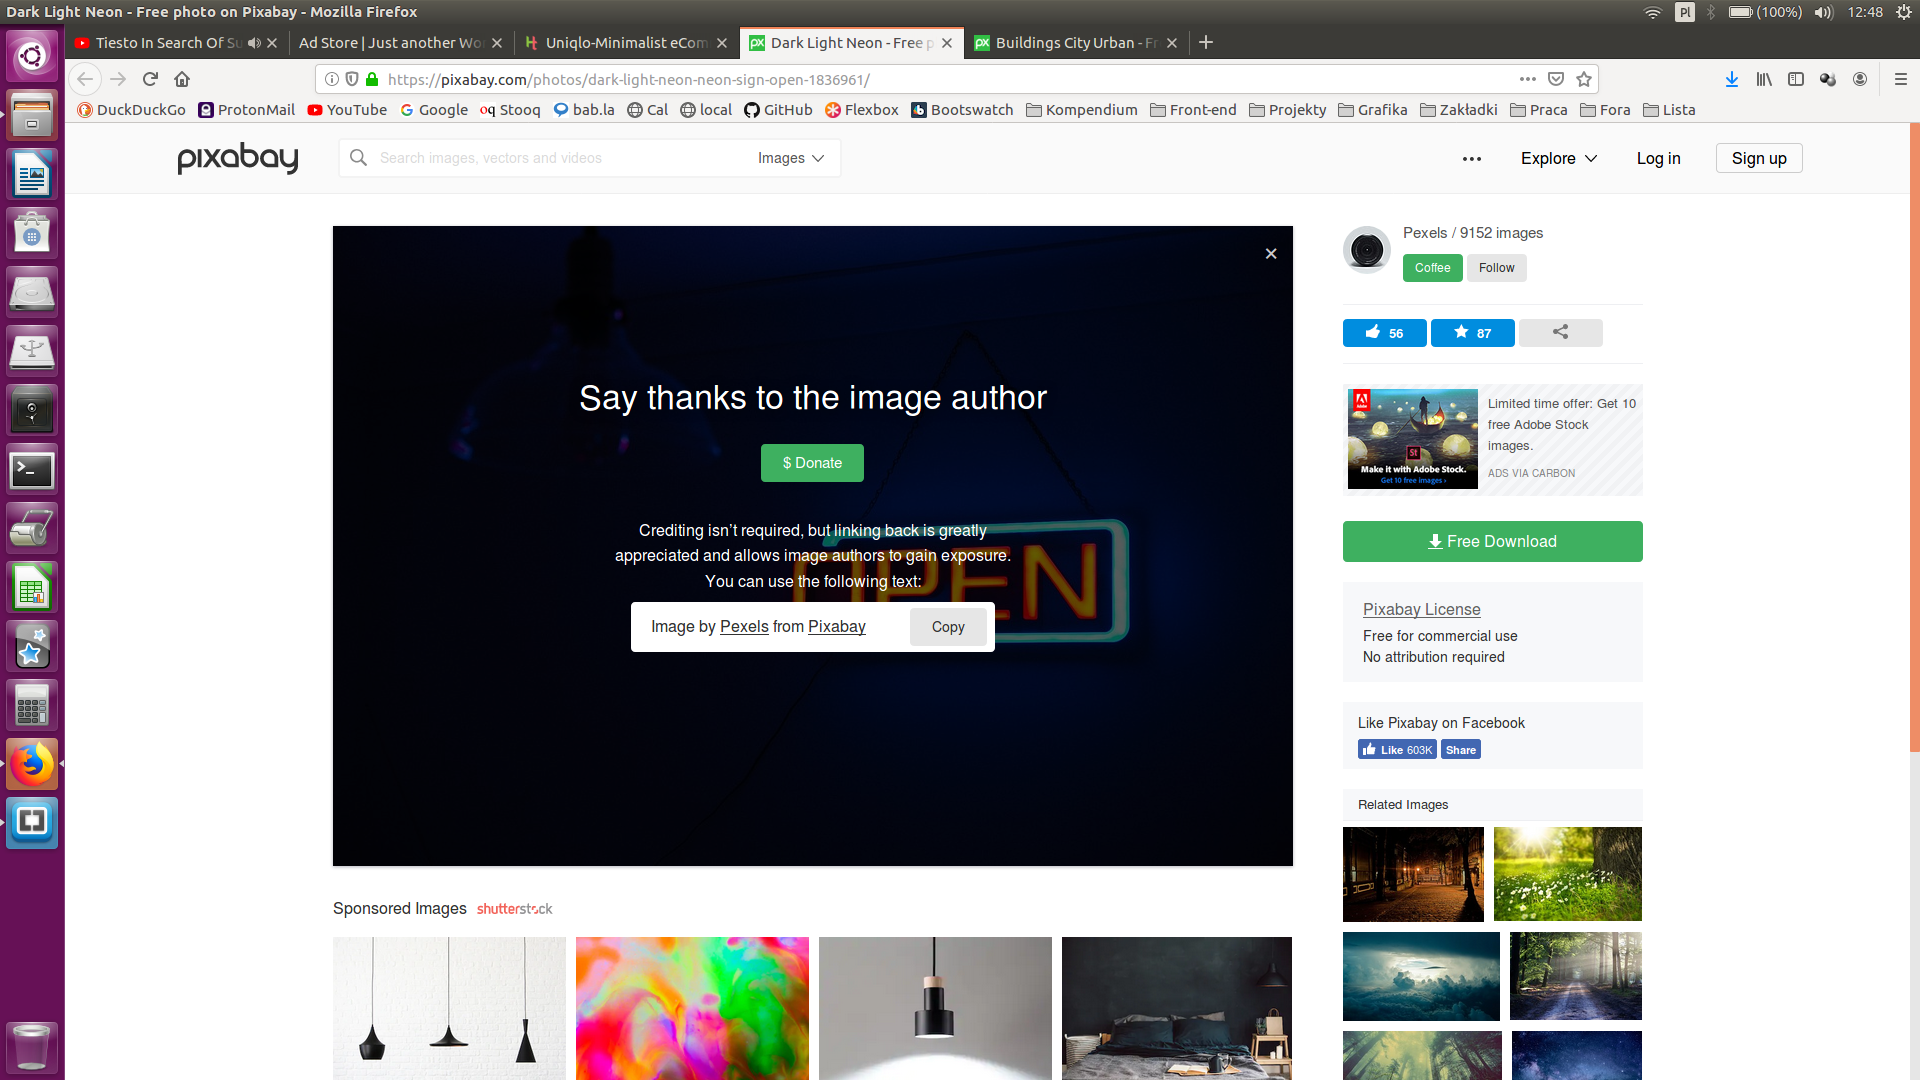 Dark Light Neon - Free photo on Pixabay - Mozilla Firefox
Pl
(100%)
12:48
Tiesto In Search Of Su
Ad Store | Just another Wo
Uniqlo-Minimalist eCom
Dark Light Neon - Free p
Buildings City Urban - Fr
https://pixabay.com/photos/dark-light-neon-neon-sign-open-1836961/
DuckDuckGo
ProtonMail
YouTube
Google
Stooq
bab.la
Cal
local
GitHub
Flexbox
Bootswatch
Kompendium
Front-end
Projekty
Grafika
Zakładki
Praca
Fora
Lista
pixabay
Search images, vectors and videos
Images
Explore
Log in
Sign up
Say thanks to the image author
$ Donate
Crediting isn't required, but linking back is greatly
appreciated and allows image authors to gain exposure.
You can use the following text:
Image by Pexels from Pixabay
Copy
OPEN
Pexels / 9152 images
Coffee
Follow
56
87
Adobe
St
Make it with Adobe Stock.
Get 10 free images ›
Limited time offer: Get 10
free Adobe Stock
images.
ADS VIA CARBON
Free Download
Pixabay License
Free for commercial use
No attribution required
Like Pixabay on Facebook
Like 603K
Share
Related Images
Sponsored Images
shutterstock